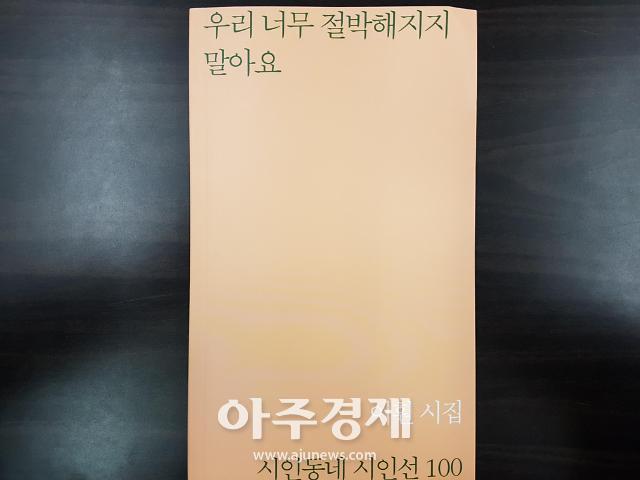 우리 너무 절박해지지
말아요
아주경제
시집
www.ajunews.com
시인동네 시인선 100